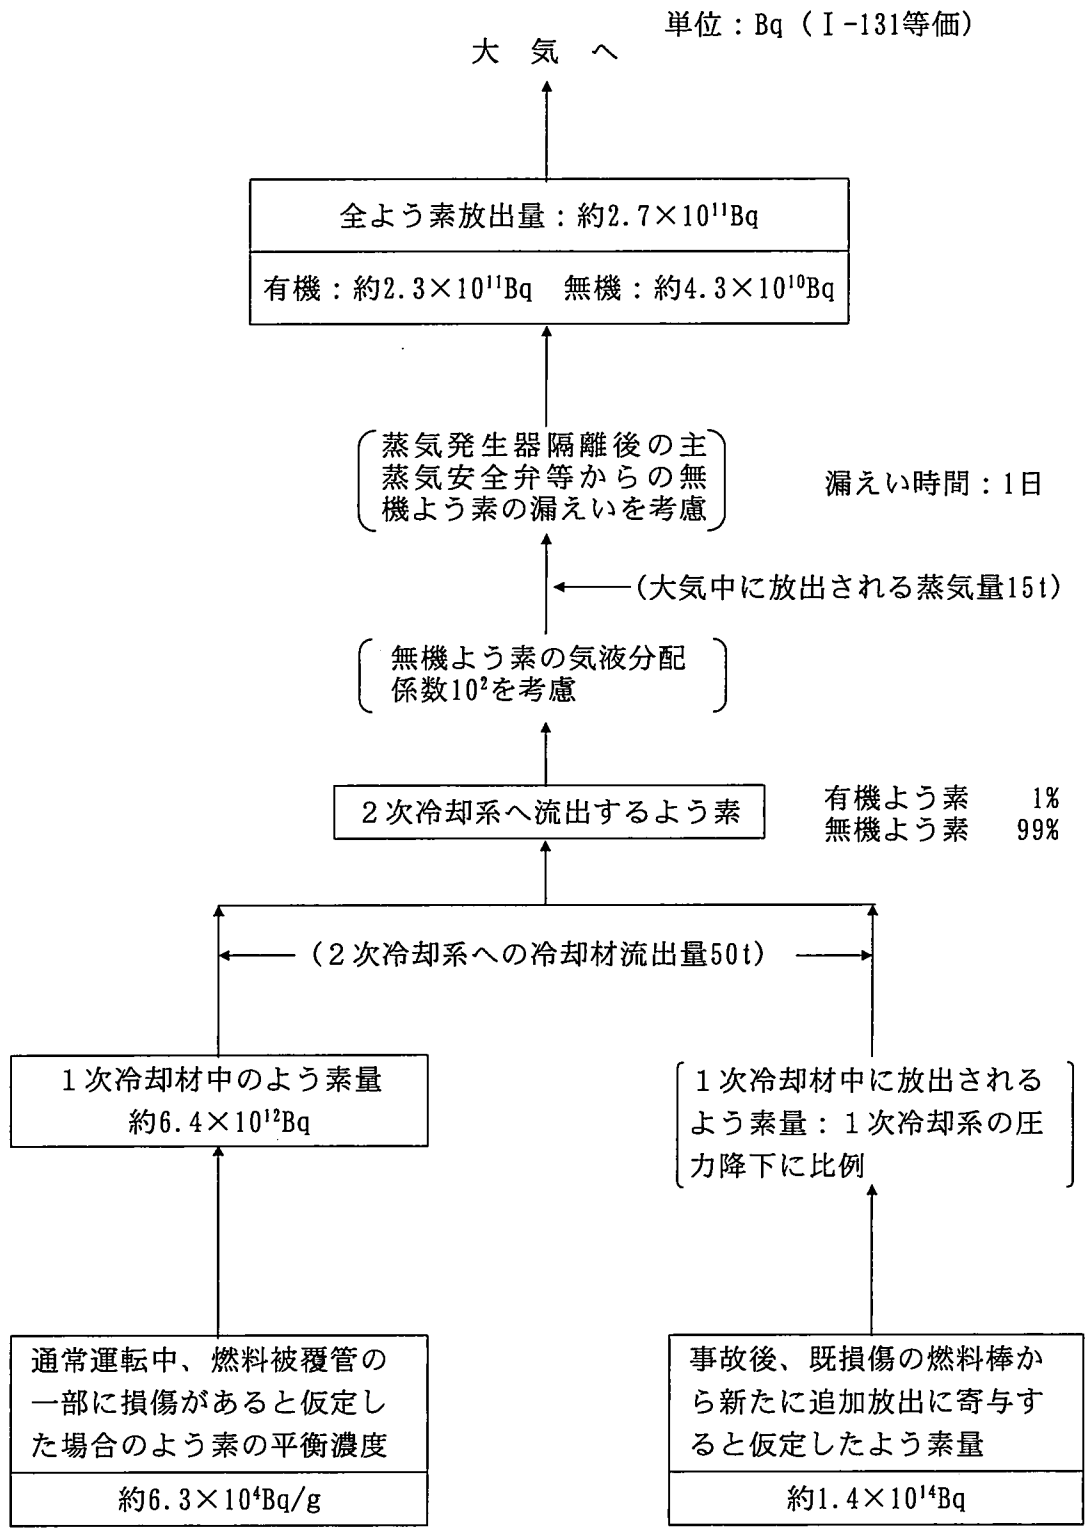 単位：Bq（Ｉ-131等価）
大　気　へ
全よう素放出量：約2.7×10¹¹Bq
有機：約2.3×10¹¹Bq　無機：約4.3×10¹⁰Bq
蒸気発生器隔離後の主
蒸気安全弁等からの無
機よう素の漏えいを考慮
漏えい時間：1日
(大気中に放出される蒸気量15t)
無機よう素の気液分配
係数10²を考慮
２次冷却系へ流出するよう素
有機よう素　1%
無機よう素　99%
(２次冷却系への冷却材流出量50t)
１次冷却材中のよう素量
約6.4×10¹²Bq
１次冷却材中に放出される
よう素量：１次冷却系の圧
力降下に比例
通常運転中、燃料被覆管の
一部に損傷があると仮定し
た場合のよう素の平衡濃度
約6.3×10⁴Bq/g
事故後、既損傷の燃料棒か
ら新たに追加放出に寄与す
ると仮定したよう素量
約1.4×10¹⁴Bq